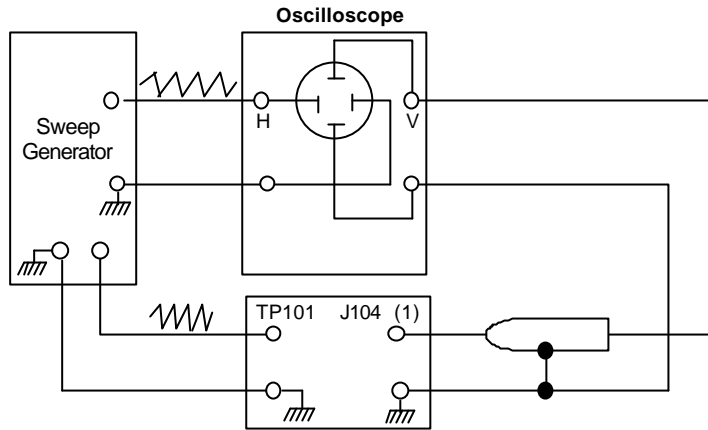 Oscilloscope
Sweep
Generator
H
V
TP101 J104 (1)